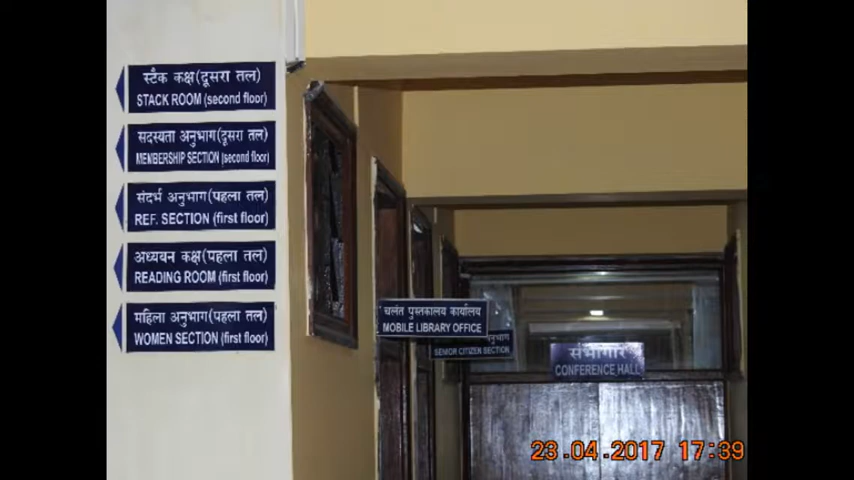 स्टैक कक्ष(दूसरा तल)
STACK ROOM (second floor)
सदस्यता अनुभाग(दूसरा तल)
MEMBERSHIP SECTION (second floor)
संदर्भ अनुभाग(पहला तल)
REF. SECTION (first floor)
अध्ययन कक्ष(पहला तल)
READING ROOM (first floor)
महिला अनुभाग(पहला तल)
WOMEN SECTION (first floor)
चलंत पुस्तकालय कार्यालय
MOBILE LIBRARY OFFICE
SENIOR CITIZEN SECTION
सभागार
CONFERENCE HALL
23.04.2017 17:39